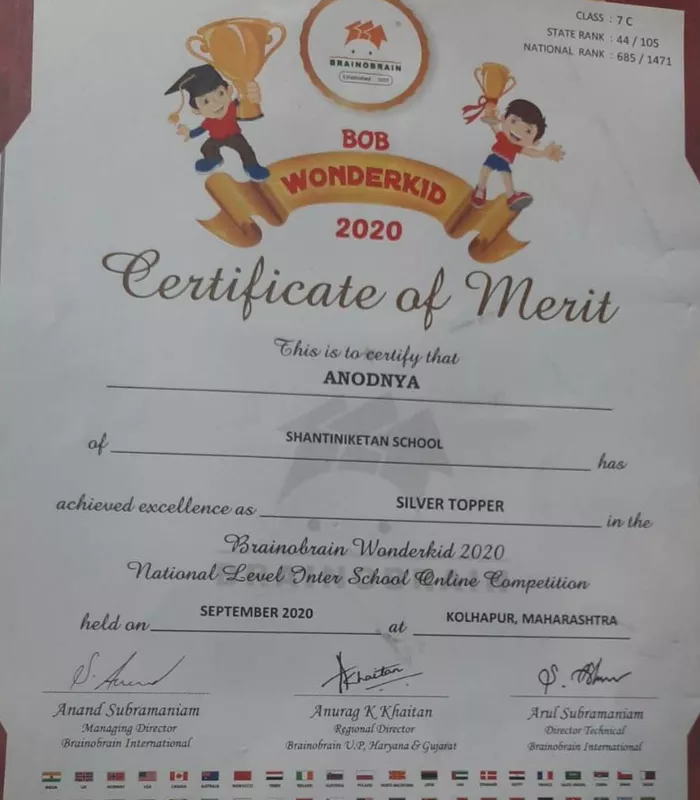 CLASS : 7 C
STATE RANK : 44 / 105
NATIONAL RANK : 685 / 1471
BRAINOBRAIN
BOB
WONDERKID
2020
Certificate of Merit
This is to certify that
ANODNYA
of SHANTINIKETAN SCHOOL has
achieved excellence as SILVER TOPPER in the
Brainobrain Wonderkid 2020
National Level Inter School Online Competition
BRAINOBRAIN
held on SEPTEMBER 2020 at KOLHAPUR, MAHARASHTRA
S. Anand Khaitan
Anand Subramaniam Anurag K Khaitan Arul Subramaniam
Managing Director Regional Director Director Technical
Brainobrain International Brainobrain U.P, Haryana & Gujarat Brainobrain International